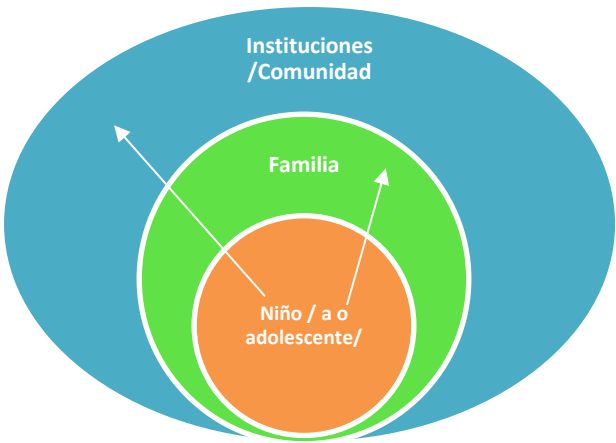 Instituciones
/Comunidad
Familia
Niño / a o
adolescente/